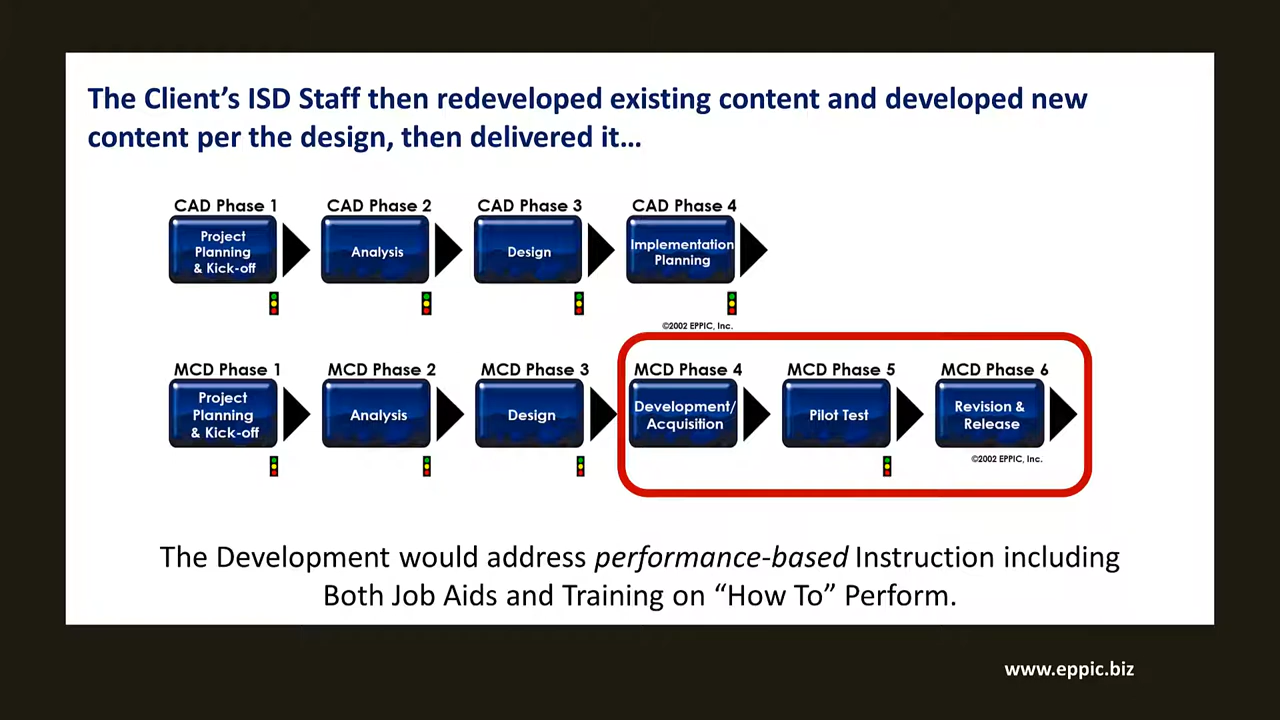 The Client’s ISD Staff then redeveloped existing content and developed new
content per the design, then delivered it…
CAD Phase 1
CAD Phase 2
CAD Phase 3
CAD Phase 4
Project
Planning
& Kick-off
Analysis
Design
Implementation
Planning
©2002 EPPIC, Inc.
MCD Phase 1
MCD Phase 2
MCD Phase 3
MCD Phase 4
MCD Phase 5
MCD Phase 6
Project
Planning
& Kick-off
Analysis
Design
Development/
Acquisition
Pilot Test
Revision &
Release
©2002 EPPIC, Inc.
The Development would address performance-based Instruction including
Both Job Aids and Training on “How To” Perform.
www.eppic.biz